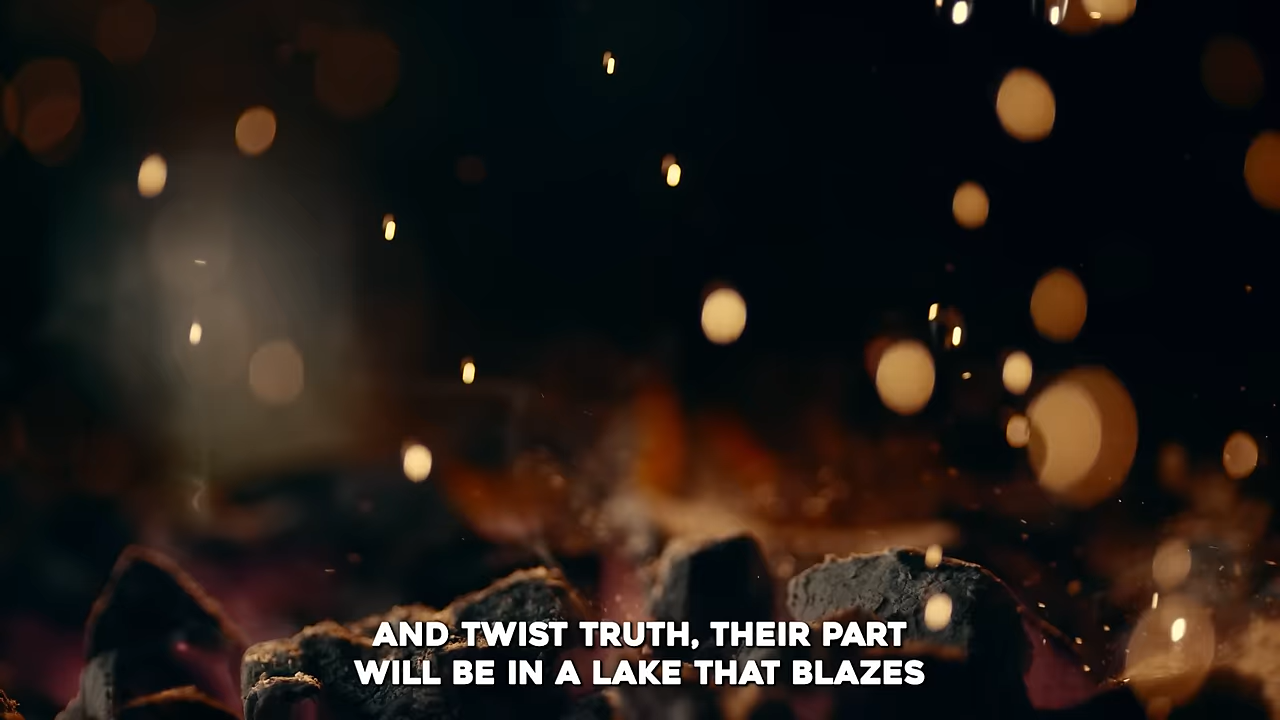 AND TWIST TRUTH, THEIR PART
WILL BE IN A LAKE THAT BLAZES